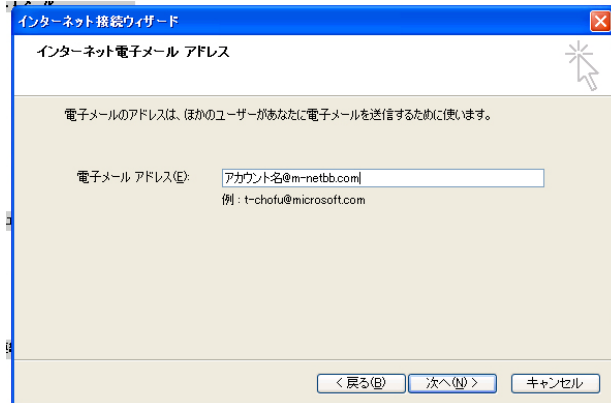 インターネット接続ウィザード
インターネット電子メール アドレス
電子メールのアドレスは、ほかのユーザーがあなたに電子メールを送信するために使います。
電子メール アドレス(E): アカウント名@m-netbb.com
例 : t-chofu@microsoft.com
< 戻る(B) 次へ(N) > キャンセル